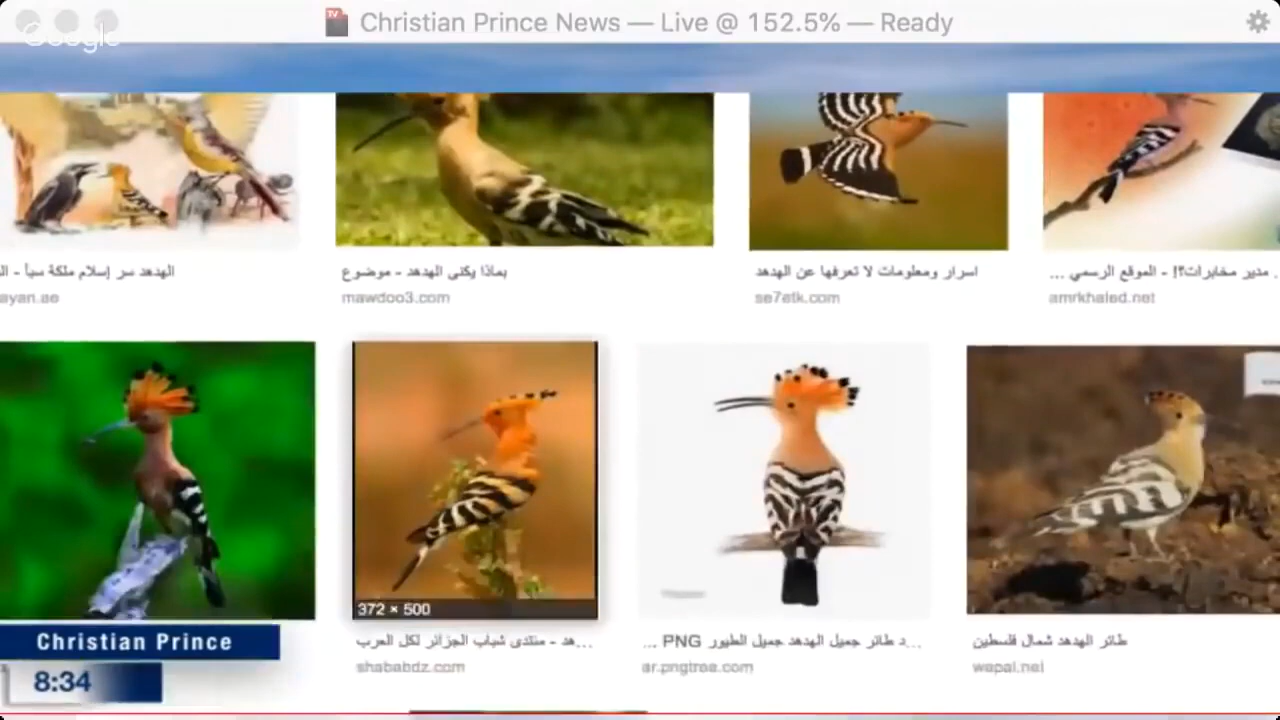 Christian Prince News — Live @ 152.5% — Ready
Google
الهدهد سر إسلام ملكة سبأ -
بماذا يكنى الهدهد - موضوع
اسرار ومعلومات لا تعرفها عن الهدهد
مدير مخابرات؟! - الموقع الرسمي ...
ayan.ae
mawdoo3.com
se7etk.com
amrkhaled.net
372 × 500
Christian Prince
هد - منتدى شباب الجزائر لكل العرب...
د طائر جميل الهدهد جميل الطيور PNG ...
طائر الهدهد شمال فلسطين
shababdz.com
ar.pngtree.com
wepal.net
8:34